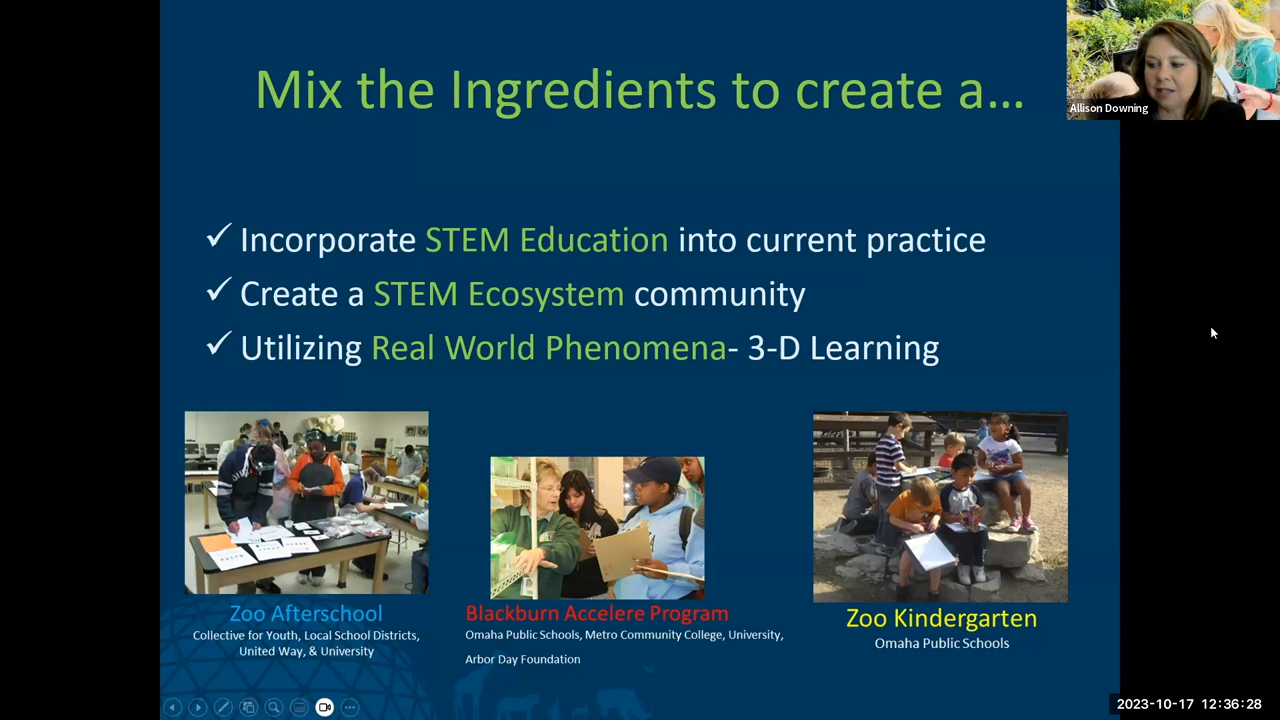 Mix the Ingredients to create a...
Allison Downing
✓ Incorporate STEM Education into current practice
✓ Create a STEM Ecosystem community
✓ Utilizing Real World Phenomena- 3-D Learning
Zoo Afterschool
Collective for Youth, Local School Districts,
United Way, & University
Blackburn Accelere Program
Omaha Public Schools, Metro Community College, University,
Arbor Day Foundation
Zoo Kindergarten
Omaha Public Schools
2023-10-17 12:36:28